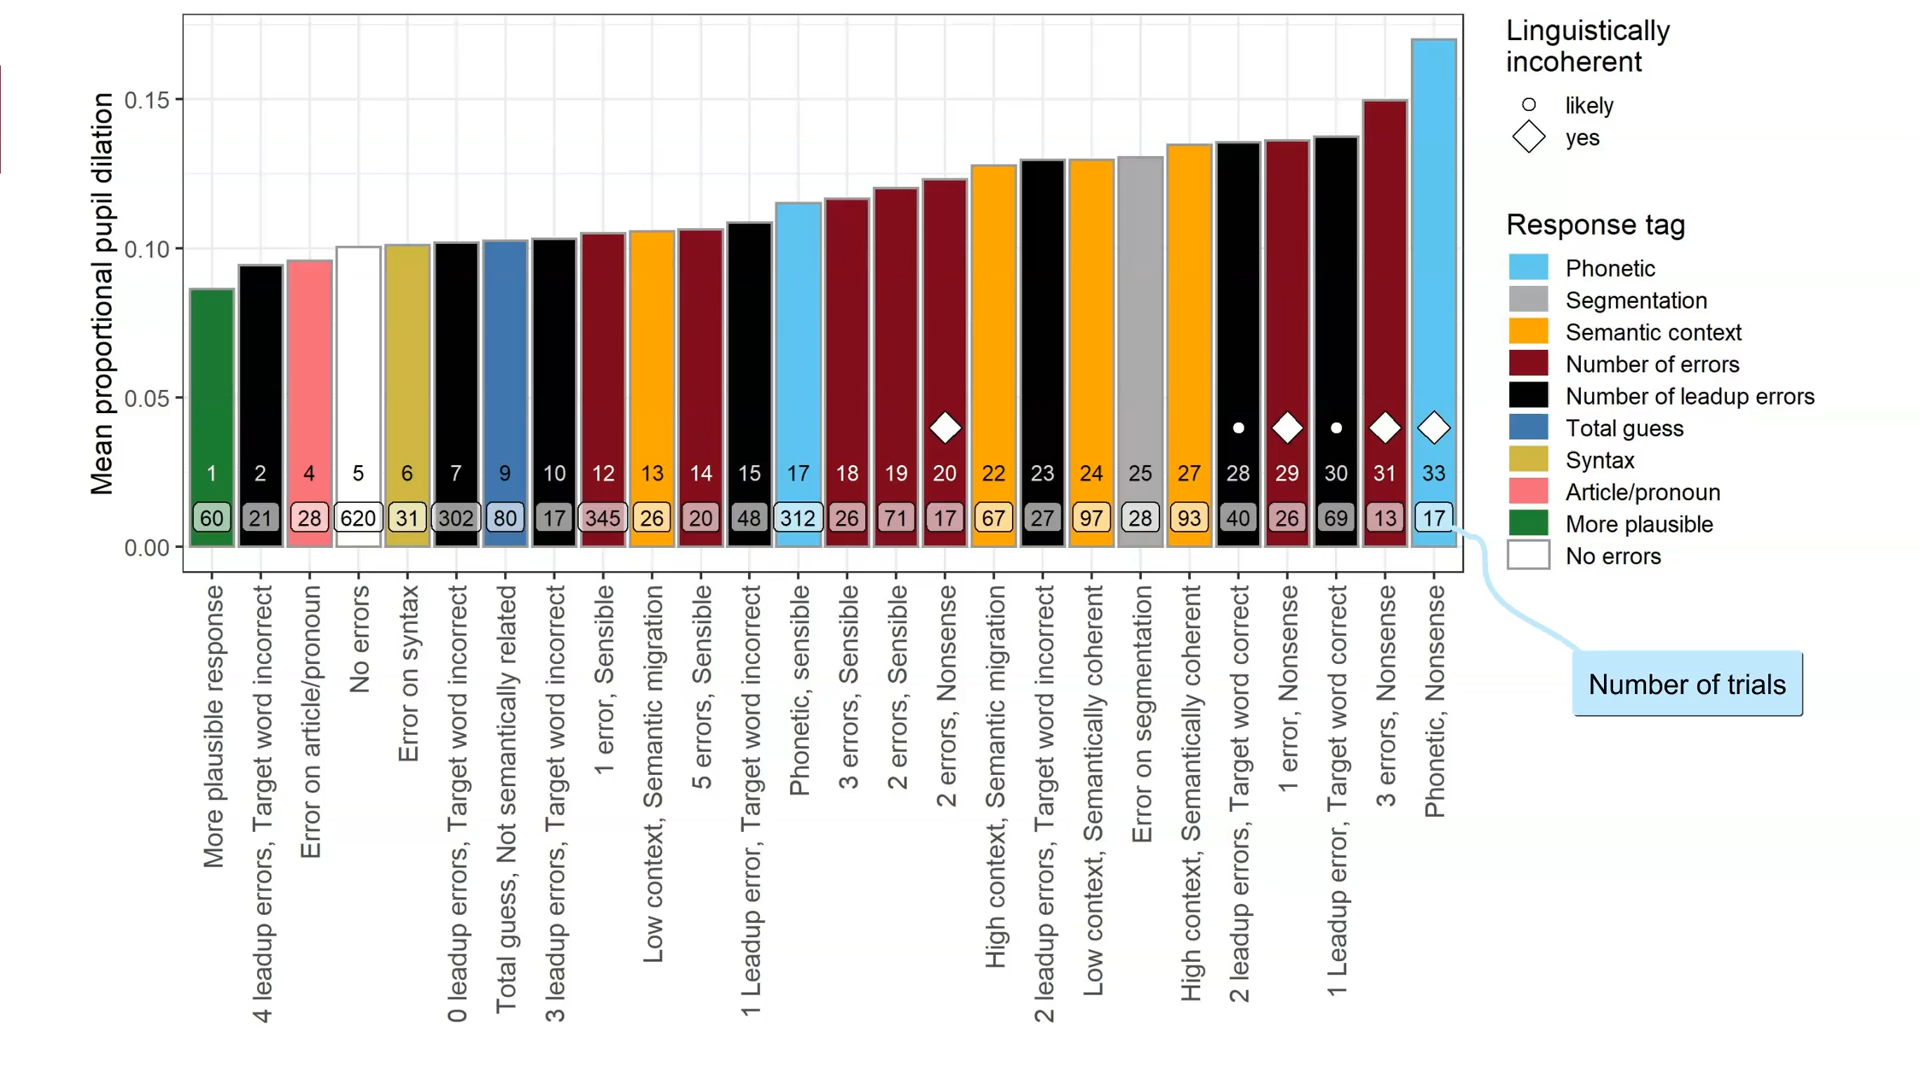 Mean proportional pupil dilation
0.15
0.10
0.05
0.00
1 2 4 5 6 7 9 10 12 13 14 15 17 18 19 20 22 23 24 25 27 28 29 30 31 33
60 21 28 620 31 302 80 17 345 26 20 48 312 26 71 17 67 27 97 28 93 40 26 69 13 17
More plausible response
4 leadup errors, Target word incorrect
Error on article/pronoun
No errors
Error on syntax
0 leadup errors, Target word incorrect
Total guess, Not semantically related
3 leadup errors, Target word incorrect
1 error, Sensible
Low context, Semantic migration
5 errors, Sensible
1 Leadup error, Target word incorrect
Phonetic, sensible
3 errors, Sensible
2 errors, Sensible
2 errors, Nonsense
High context, Semantic migration
2 leadup errors, Target word incorrect
Low context, Semantically coherent
Error on segmentation
High context, Semantically coherent
2 leadup errors, Target word correct
1 error, Nonsense
1 Leadup error, Target word correct
3 errors, Nonsense
Phonetic, Nonsense
Linguistically
incoherent
likely
yes
Response tag
Phonetic
Segmentation
Semantic context
Number of errors
Number of leadup errors
Total guess
Syntax
Article/pronoun
More plausible
No errors
Number of trials